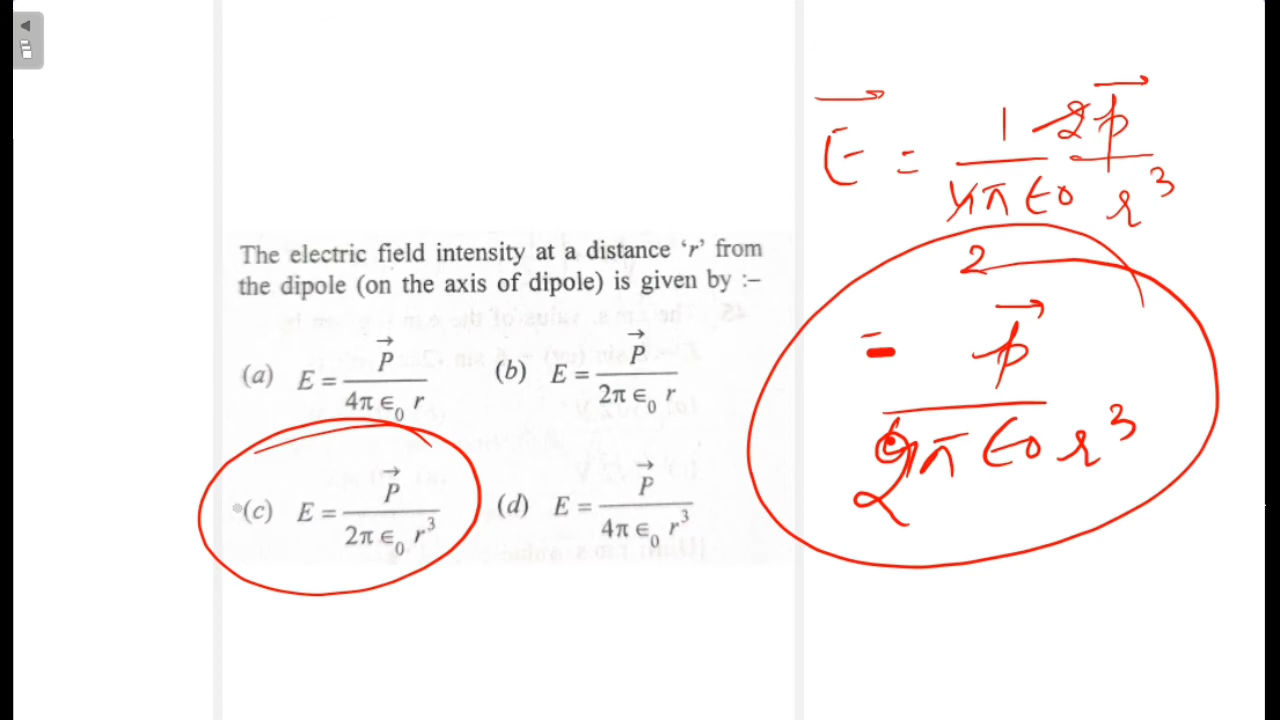 The electric field intensity at a distance ‘r’ from
the dipole (on the axis of dipole) is given by :–
(a) E = P⃗ / 4π ∈₀ r (b) E = P⃗ / 2π ∈₀ r
(c) E = P⃗ / 2π ∈₀ r³ (d) E = P⃗ / 4π ∈₀ r³
E⃗ = 1 / 4π ∈0 2p⃗ / r³
2
= p⃗ / 2π ∈0 r³